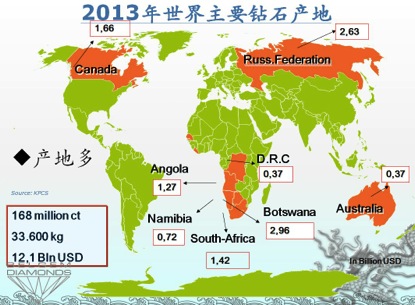 2013年世界主要钻石产地
1,66
2,63
Canada
Russ.Federation
◆产地多
D.R.C
Angola
0,37
0,37
1,27
Source: KPCS
Namibia
Botswana
Australia
0,72
2,96
South-Africa
1,42
168 million ct
33.600 kg
12,1 Bln USD
In Billion USD
DIAMONDS